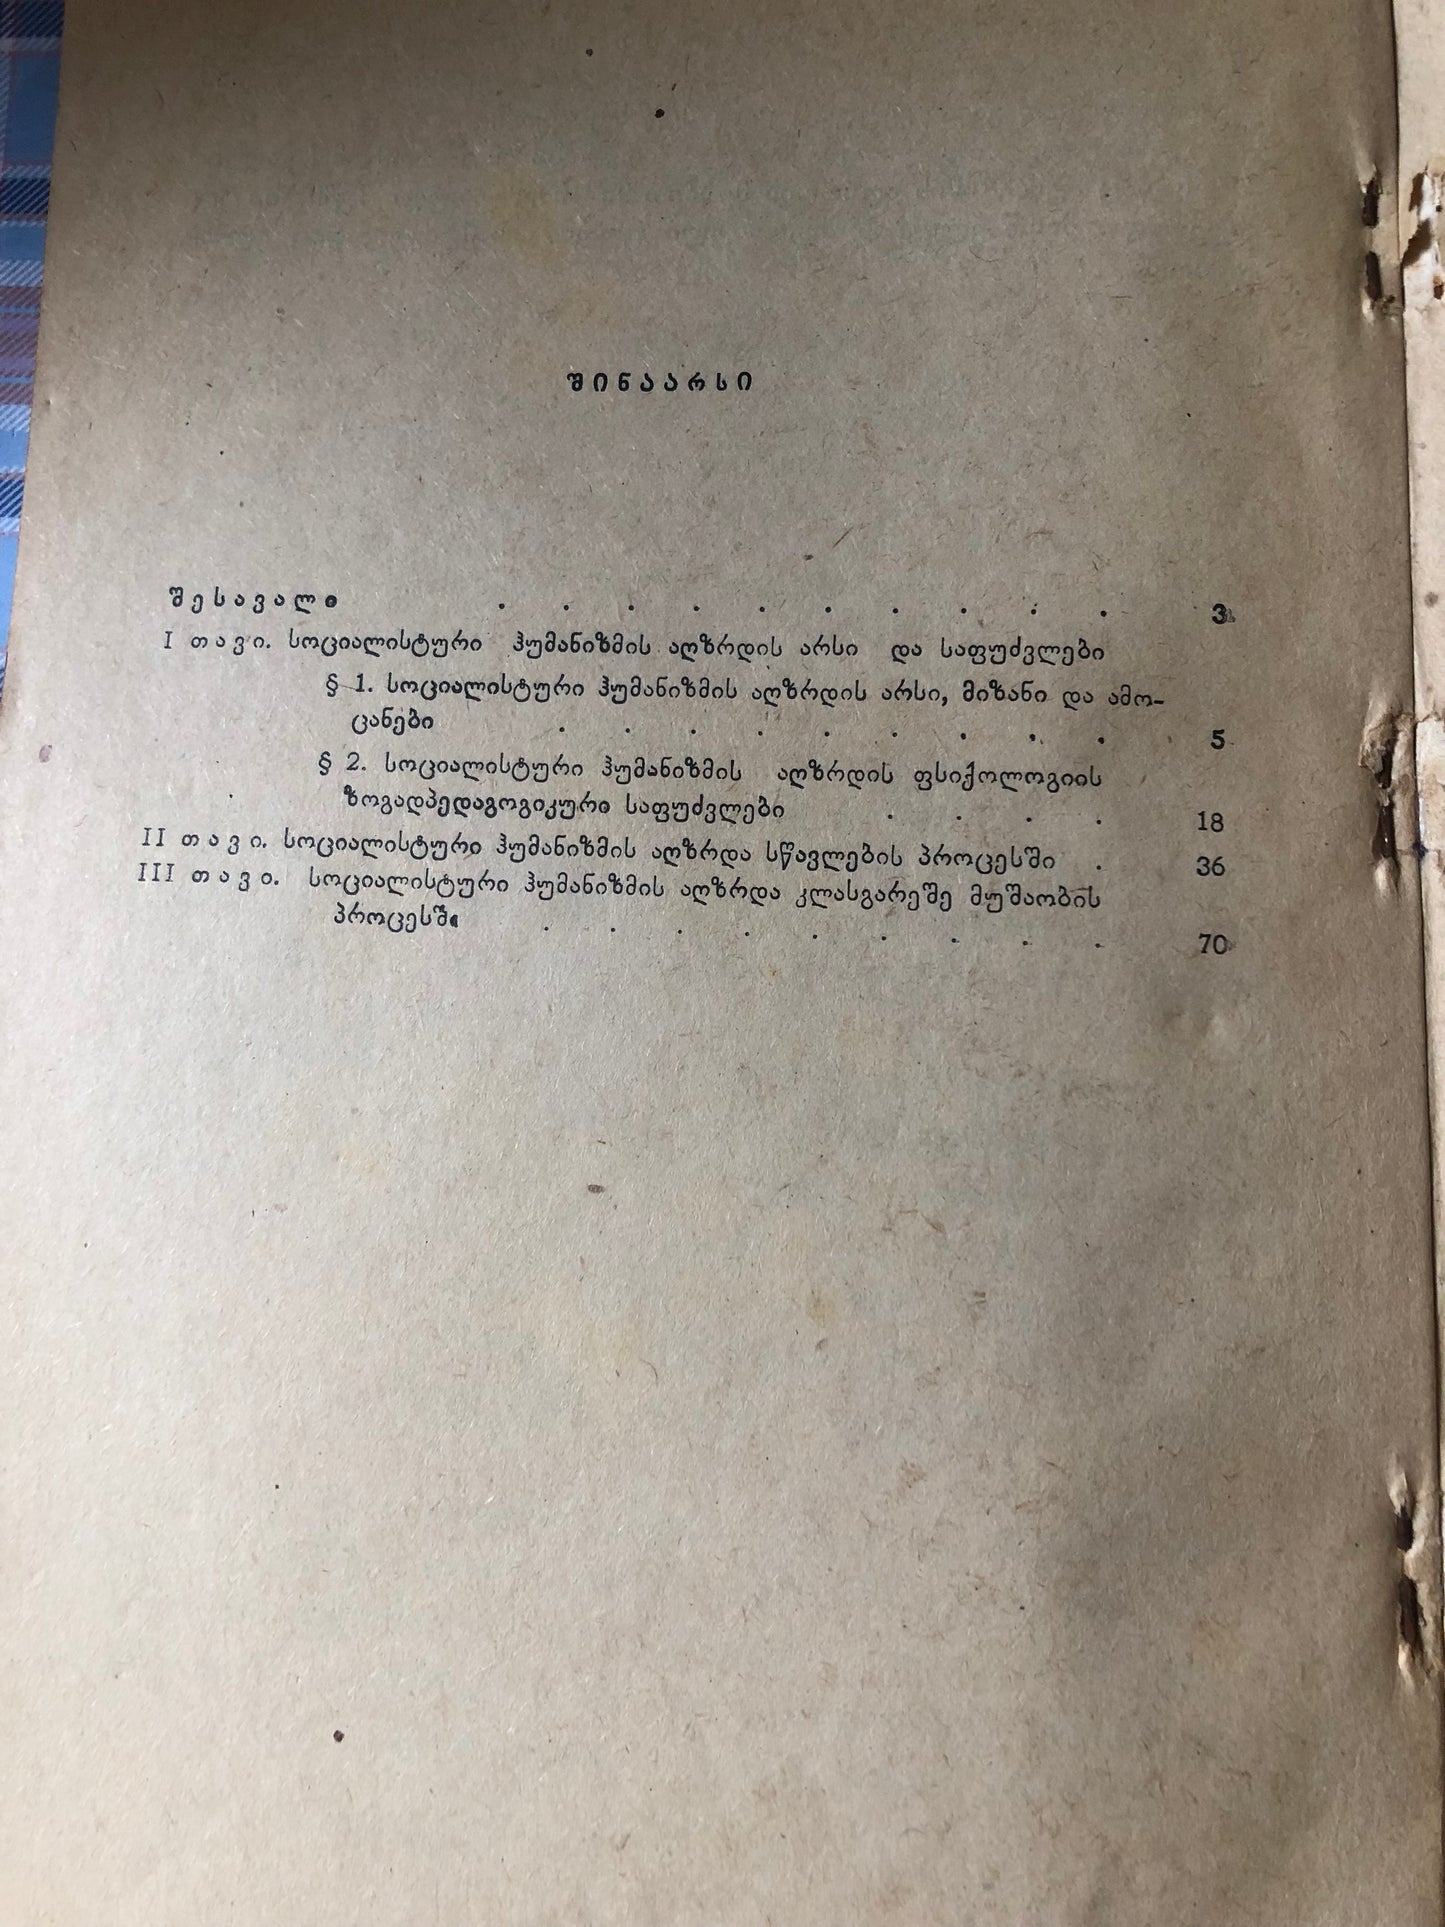 შინაარსი
შესავალი . . . . . . . . . . 3
I თავი. სოციალისტური ჰუმანიზმის აღზრდის არსი და საფუძვლები
§ 1. სოციალისტური ჰუმანიზმის აღზრდის არსი, მიზანი და ამო-
ცანები . . . . . . . . . 5
§ 2. სოციალისტური ჰუმანიზმის აღზრდის ფსიქოლოგიის
ზოგადპედაგოგიკური საფუძვლები . . . . 18
II თავი. სოციალისტური ჰუმანიზმის აღზრდა სწავლების პროცესში . 36
III თავი. სოციალისტური ჰუმანიზმის აღზრდა კლასგარეშე მუშაობის
პროცესში . . . . . . . . . 70